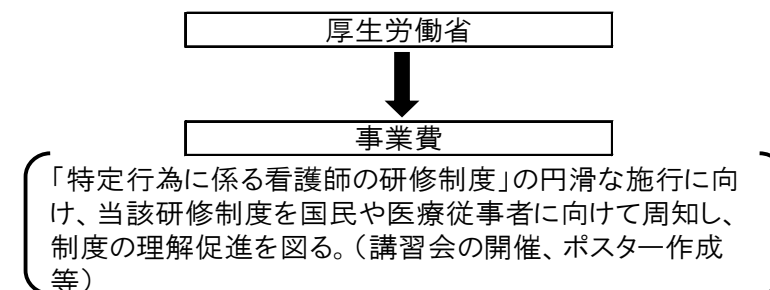 厚生労働省
事業費
「特定行為に係る看護師の研修制度」の円滑な施行に向
け、当該研修制度を国民や医療従事者に向けて周知し、
制度の理解促進を図る。（講習会の開催、ポスター作成
等）